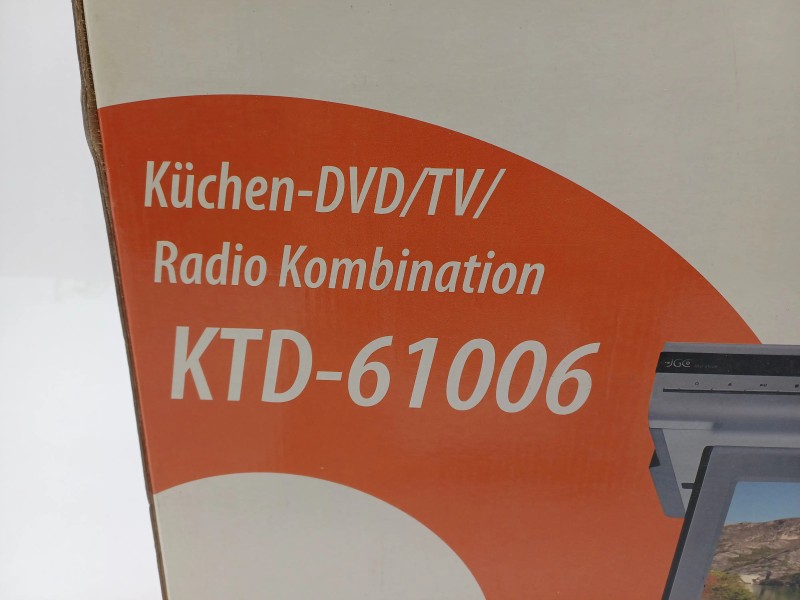 Küchen-DVD/TV/
Radio Kombination
KTD-61006